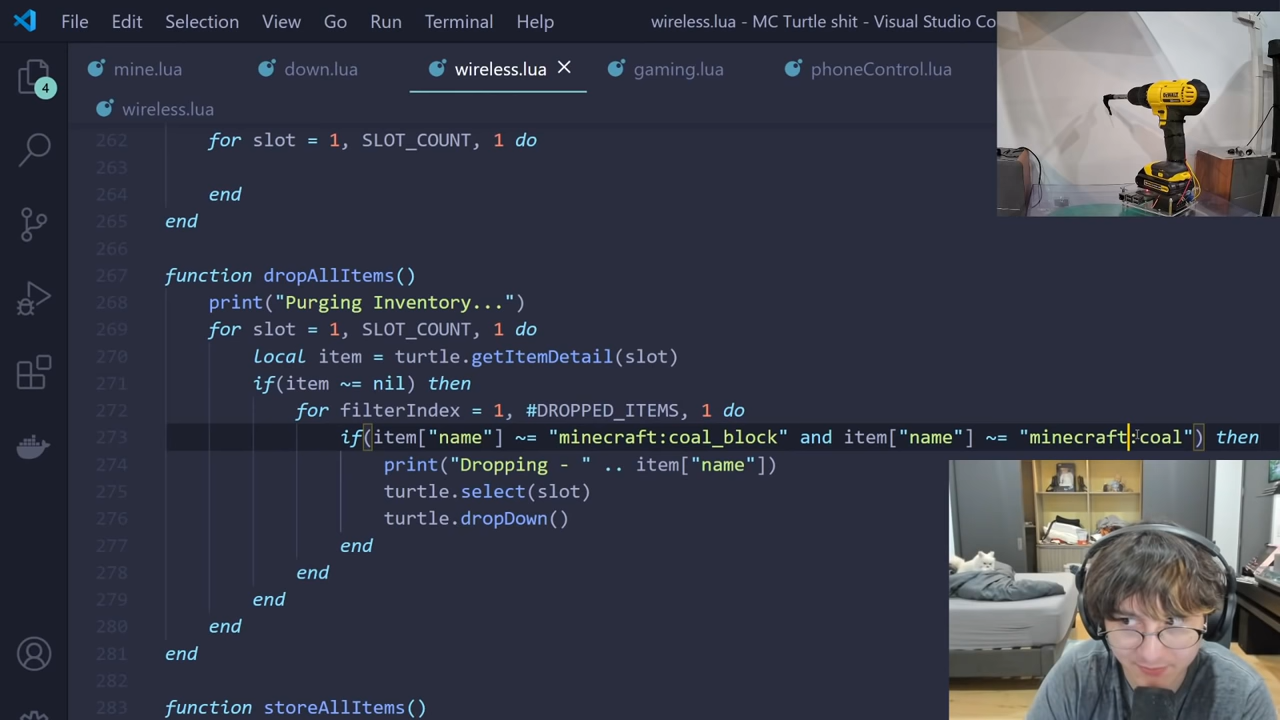 File Edit Selection View Go Run Terminal Help wireless.lua - MC Turtle shit - Visual Studio Co
4
mine.lua down.lua wireless.lua gaming.lua phoneControl.lua
wireless.lua
262 for slot = 1, SLOT_COUNT, 1 do
263
264 end
265 end
266
267 function dropAllItems()
268 print("Purging Inventory...")
269 for slot = 1, SLOT_COUNT, 1 do
270 local item = turtle.getItemDetail(slot)
271 if(item ~= nil) then
272 for filterIndex = 1, #DROPPED_ITEMS, 1 do
273 if(item["name"] ~= "minecraft:coal_block" and item["name"] ~= "minecraft:coal") then
274 print("Dropping - " .. item["name"])
275 turtle.select(slot)
276 turtle.dropDown()
277 end
278 end
279 end
280 end
281 end
282
283 function storeAllItems()
DEWALT